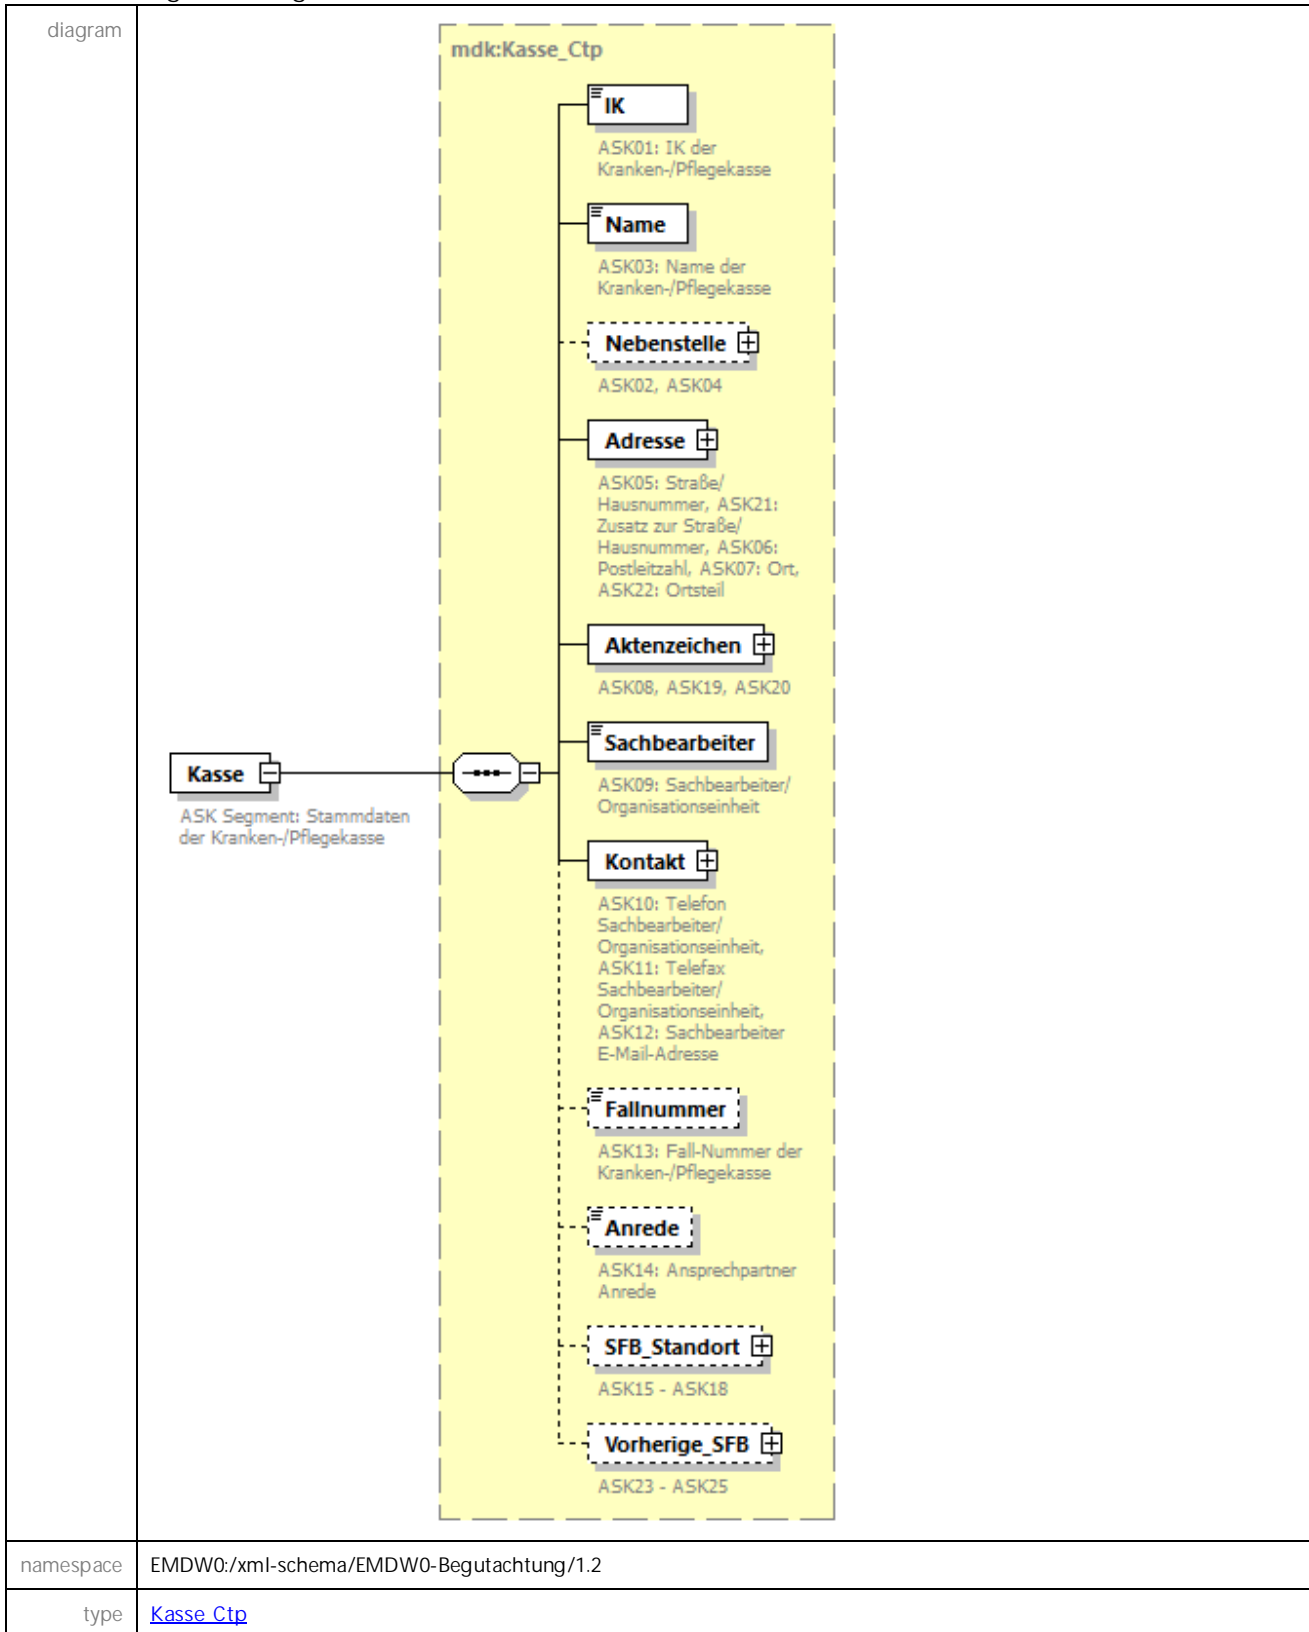 diagram
mdk:Kasse_Ctp
IK
ASK01: IK der
Kranken-/Pflegekasse
Name
ASK03: Name der
Kranken-/Pflegekasse
Nebenstelle
ASK02, ASK04
Adresse
ASK05: Straße/
Hausnummer, ASK21:
Zusatz zur Straße/
Hausnummer, ASK06:
Postleitzahl, ASK07: Ort,
ASK22: Ortsteil
Aktenzeichen
ASK08, ASK19, ASK20
Sachbearbeiter
ASK09: Sachbearbeiter/
Organisationseinheit
Kasse
ASK Segment: Stammdaten
der Kranken-/Pflegekasse
Kontakt
ASK10: Telefon
Sachbearbeiter/
Organisationseinheit,
ASK11: Telefax
Sachbearbeiter/
Organisationseinheit,
ASK12: Sachbearbeiter
E-Mail-Adresse
Fallnummer
ASK13: Fall-Nummer der
Kranken-/Pflegekasse
Anrede
ASK14: Ansprechpartner
Anrede
SFB_Standort
ASK15 - ASK18
Vorherige_SFB
ASK23 - ASK25
namespace EMDW0:/xml-schema/EMDW0-Begutachtung/1.2
type Kasse_Ctp